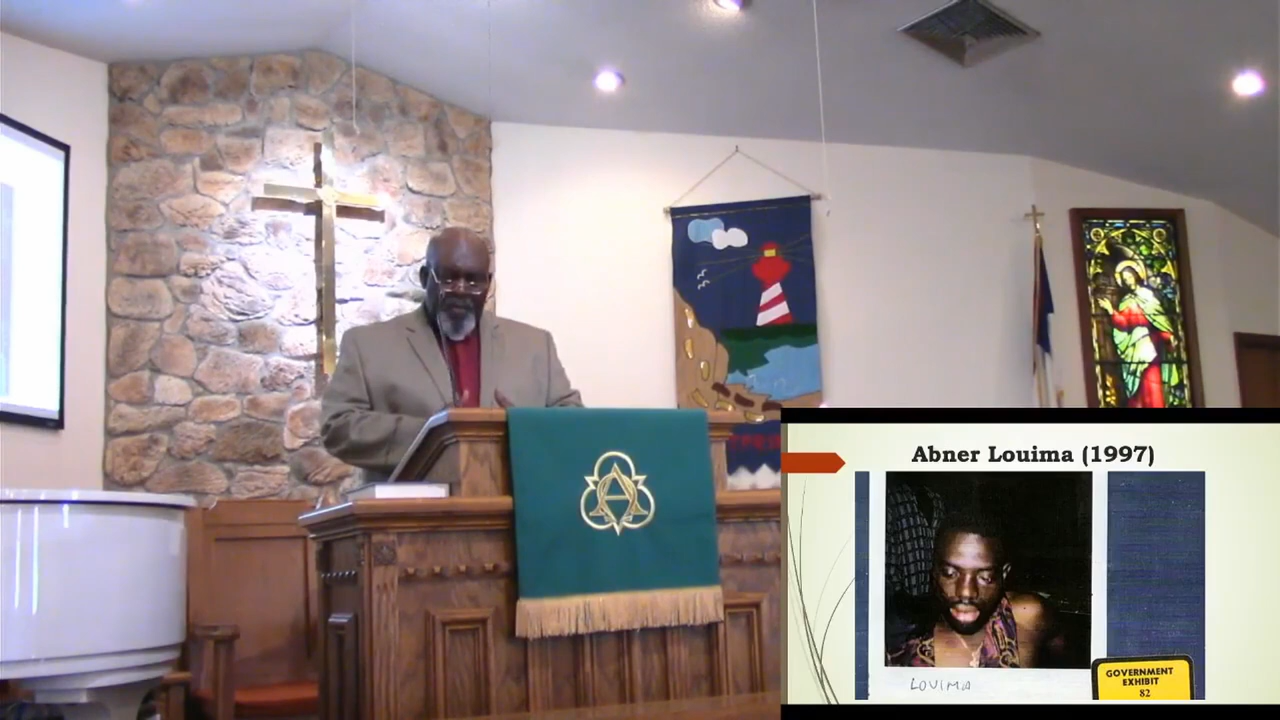 Abner Louima (1997)
LOUIMA
GOVERNMENT
EXHIBIT
82